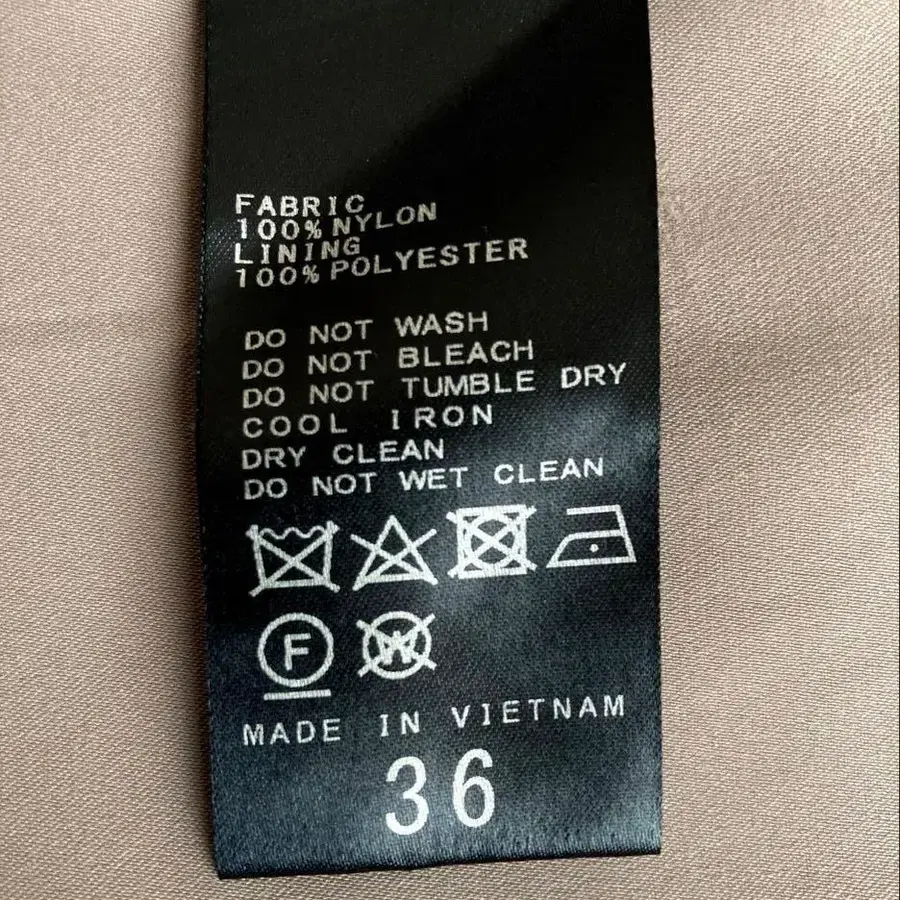 FABRIC
100% NYLON
LINING
100% POLYESTER
DO NOT WASH
DO NOT BLEACH
DO NOT TUMBLE DRY
COOL IRON
DRY CLEAN
DO NOT WET CLEAN
F W
MADE IN VIETNAM
36